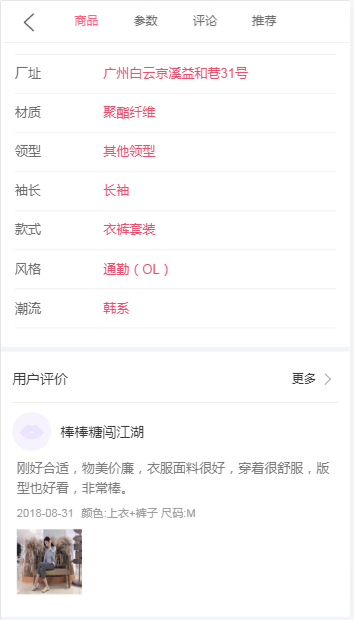 商品 参数 评论 推荐
厂址 广州白云京溪益和巷31号
材质 聚酯纤维
领型 其他领型
袖长 长袖
款式 衣裤套装
风格 通勤（OL）
潮流 韩系
用户评价 更多
棒棒糖闯江湖
刚好合适，物美价廉，衣服面料很好，穿着很舒服，版
型也好看，非常棒。
2018-08-31 颜色:上衣+裤子 尺码:M